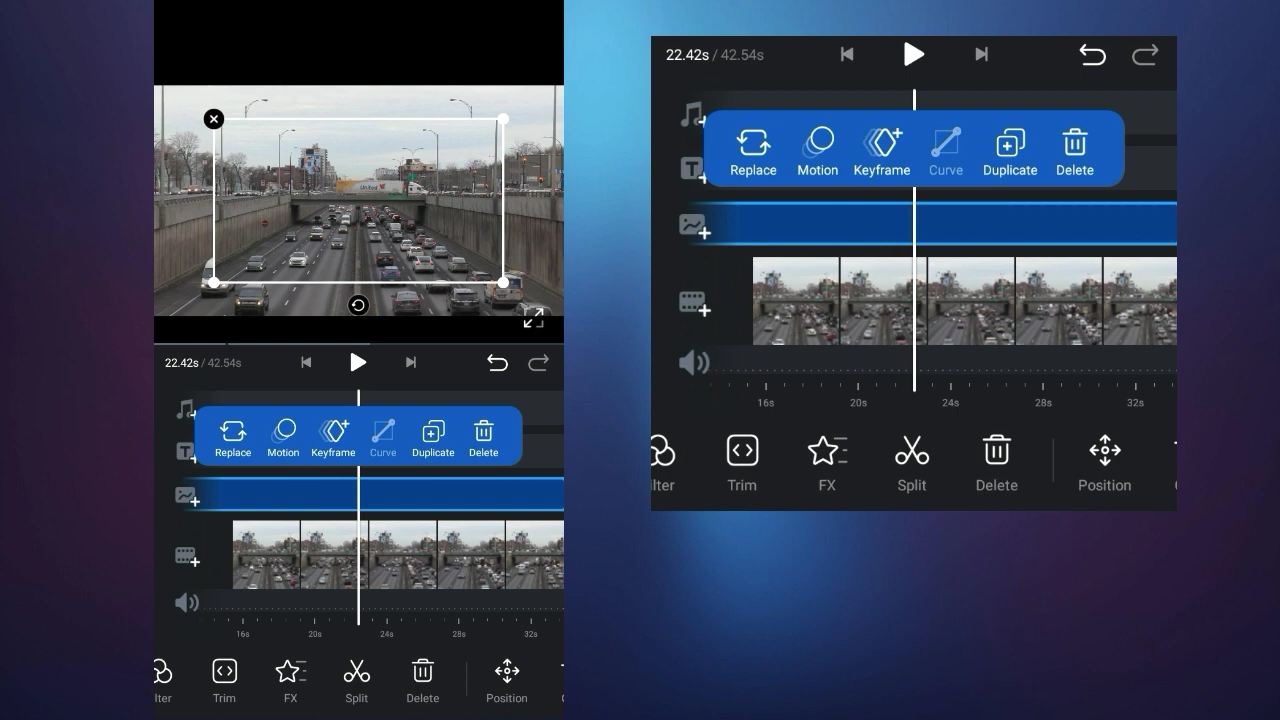 United
22.42s / 42.54s
Replace Motion Keyframe Curve Duplicate Delete
16s 20s 24s 28s 32s
lter Trim FX Split Delete Position
22.42s / 42.54s
Replace Motion Keyframe Curve Duplicate Delete
16s 20s 24s 28s 32s
ilter Trim FX Split Delete Position